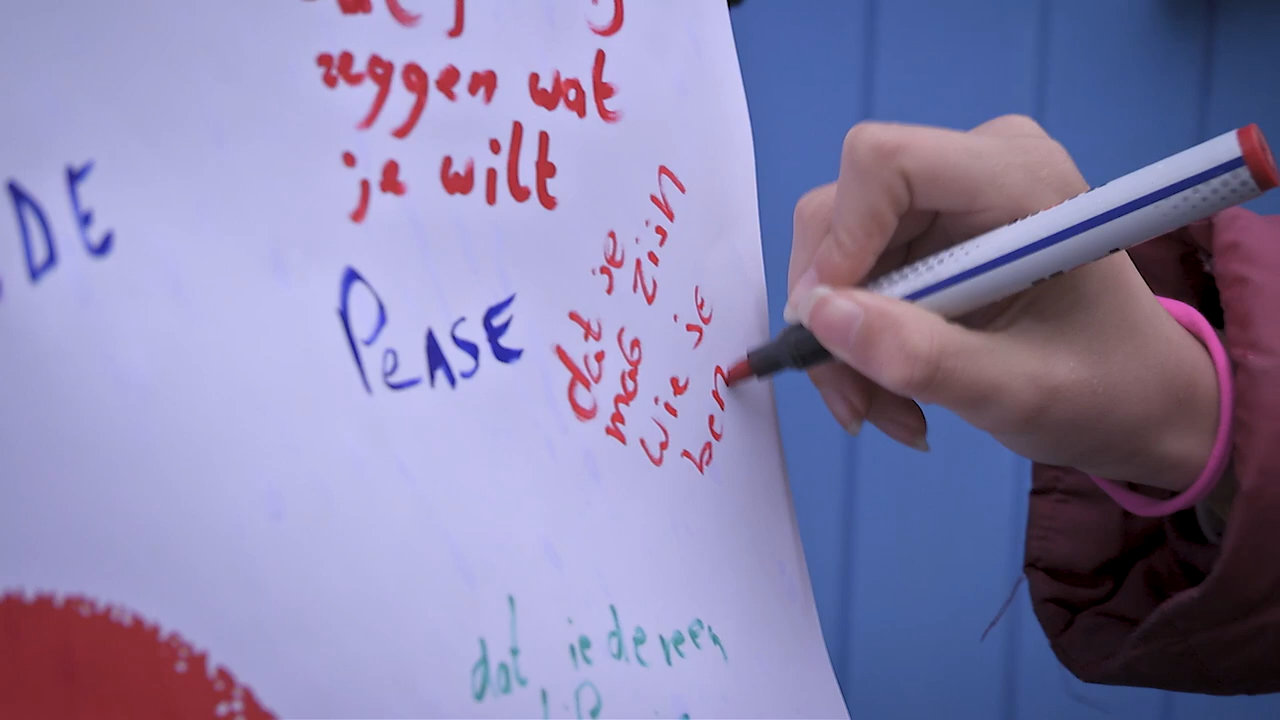 zeggen wat
je wilt
DE
PeASE
dat je
maG zijn
wie je
ben
dat iedereen